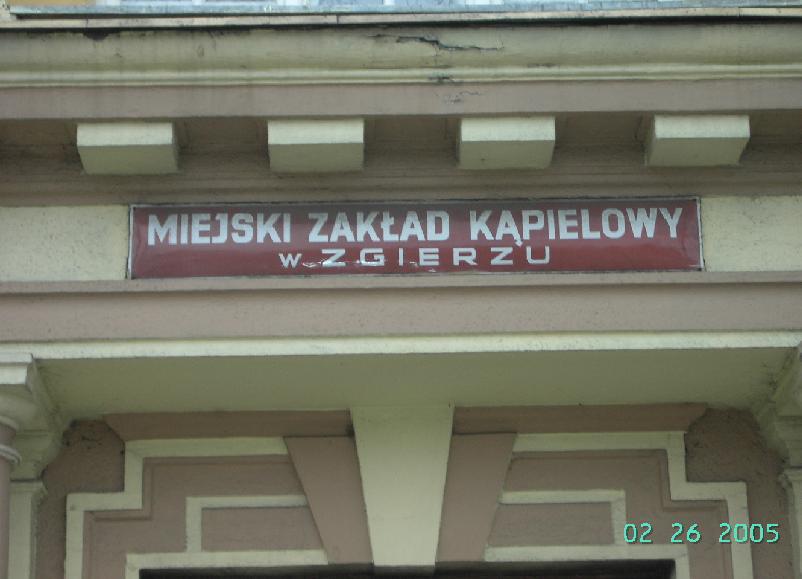 MIEJSKI ZAKŁAD KĄPIELOWY
W ZGIERZU
02 26 2005